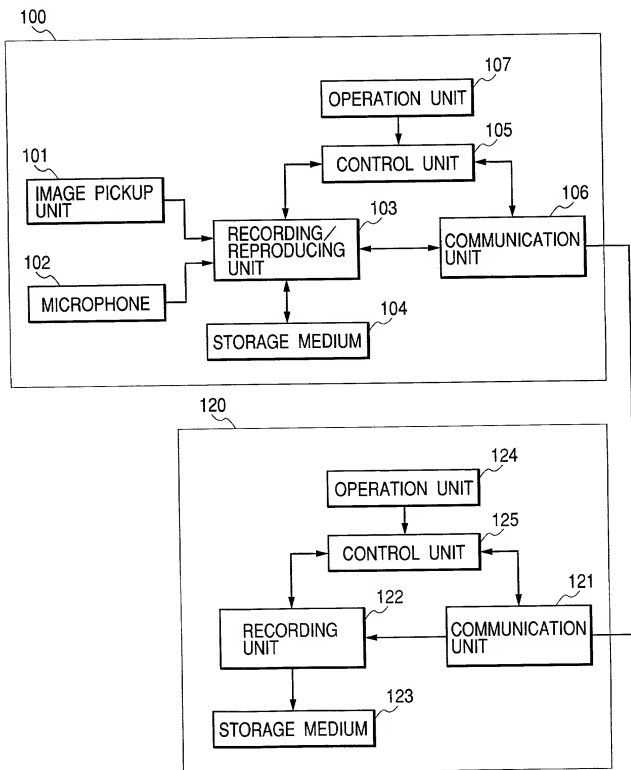 100
107
OPERATION UNIT
105
CONTROL UNIT
101
IMAGE PICKUP
UNIT
103
RECORDING/
REPRODUCING
UNIT
106
COMMUNICATION
UNIT
102
MICROPHONE
104
STORAGE MEDIUM
120
124
OPERATION UNIT
125
CONTROL UNIT
122
RECORDING
UNIT
121
COMMUNICATION
UNIT
123
STORAGE MEDIUM